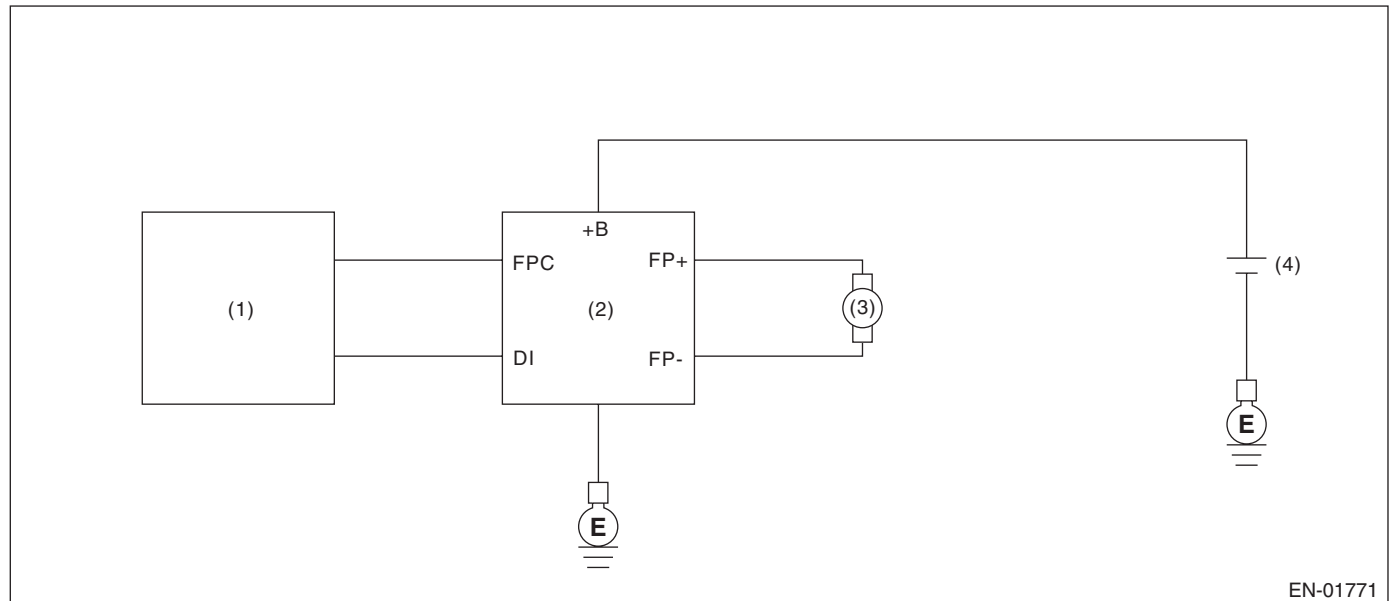 +B
FPC
FP+
(1)
(2)
(3)
(4)
DI
FP-
E
E
EN-01771